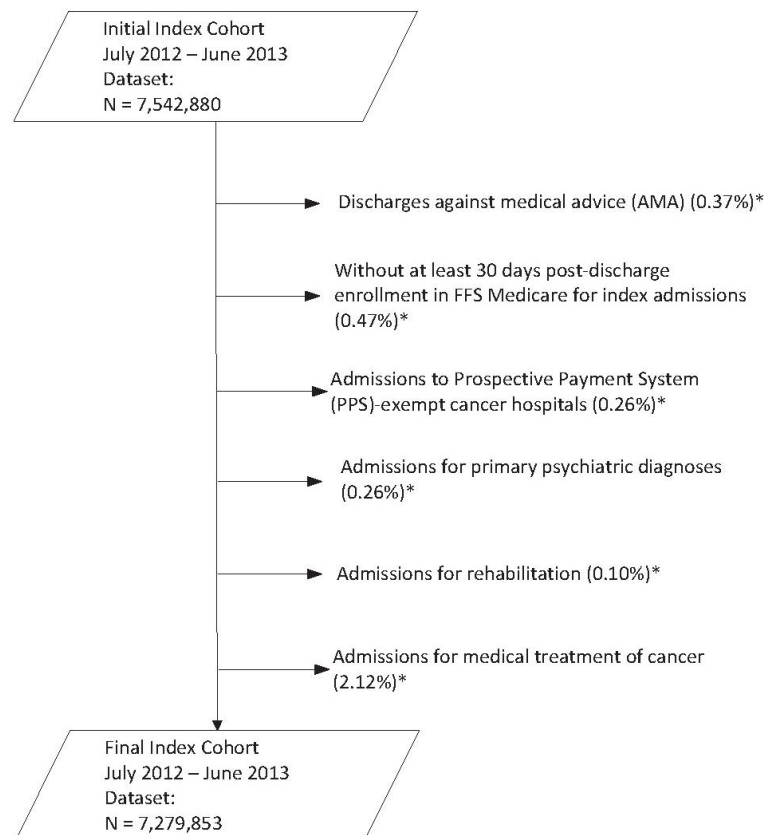 Initial Index Cohort
July 2012 – June 2013
Dataset:
N = 7,542,880
Discharges against medical advice (AMA) (0.37%)*
Without at least 30 days post-discharge
enrollment in FFS Medicare for index admissions
(0.47%)*
Admissions to Prospective Payment System
(PPS)-exempt cancer hospitals (0.26%)*
Admissions for primary psychiatric diagnoses
(0.26%)*
Admissions for rehabilitation (0.10%)*
Admissions for medical treatment of cancer
(2.12%)*
Final Index Cohort
July 2012 – June 2013
Dataset:
N = 7,279,853